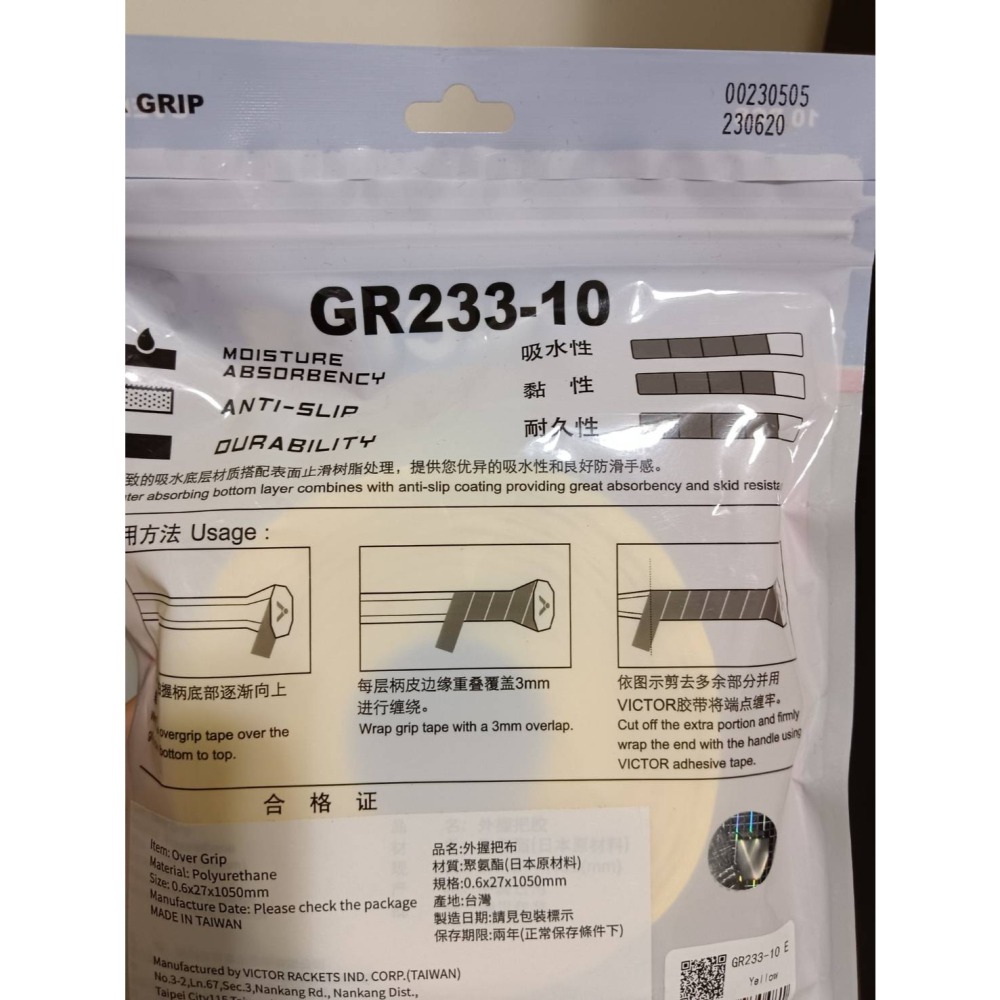 GRIP
00230505
230620
GR233-10
MOISTURE
ABSORBENCY
吸水性
ANTI-SLIP
黏 性
DURABILITY
耐久性
致的吸水底层材质搭配表面止滑树脂处理，提供您优异的吸水性和良好防滑手感。
absorbing bottom layer combines with anti-slip coating providing great absorbency and skid
用方法 Usage :
握柄底部逐渐向上
overgrip tape over the
bottom to top.
每层柄皮边缘重叠覆盖3mm
进行缠绕。
Wrap grip tape with a 3mm overlap.
依图示剪去多余部分并用
VICTOR胶带将端点缠牢。
Cut off the extra portion and firmly
wrap the end with the handle using
VICTOR adhesive tape.
合 格 证
Item: Over Grip
Material: Polyurethane
Size: 0.6x27x1050mm
Manufacture Date: Please check the package
MADE IN TAIWAN
品名:外握把布
材質:聚氨酯(日本原材料)
規格:0.6x27x1050mm
產地:台灣
製造日期:請見包裝標示
保存期限:兩年(正常保存條件下)
Manufactured by VICTOR RACKETS IND. CORP.(TAIWAN)
No.3-2,Ln.67,Sec.3,Nankang Rd., Nankang Dist.,
Taipei City115
GR233-10 E
Yellow